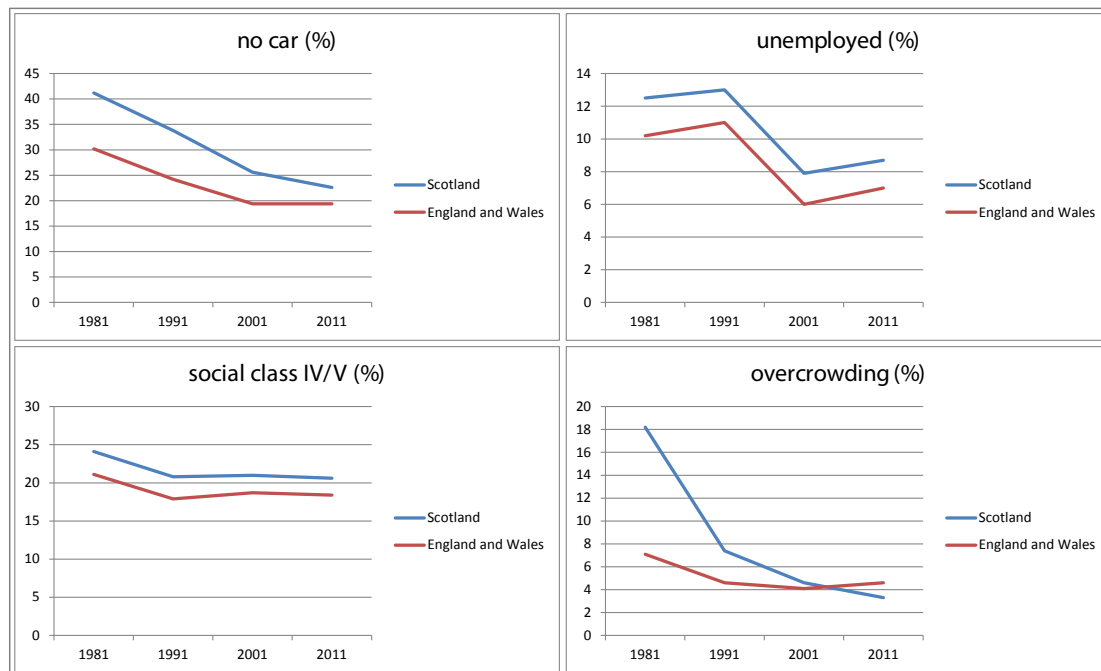 no car (%)
45
40
35
30
25
20
15
10
5
0
1981 1991 2001 2011
Scotland
England and Wales
unemployed (%)
14
12
10
8
6
4
2
0
1981 1991 2001 2011
Scotland
England and Wales
social class IV/V (%)
30
25
20
15
10
5
0
1981 1991 2001 2011
Scotland
England and Wales
overcrowding (%)
20
18
16
14
12
10
8
6
4
2
0
1981 1991 2001 2011
Scotland
England and Wales